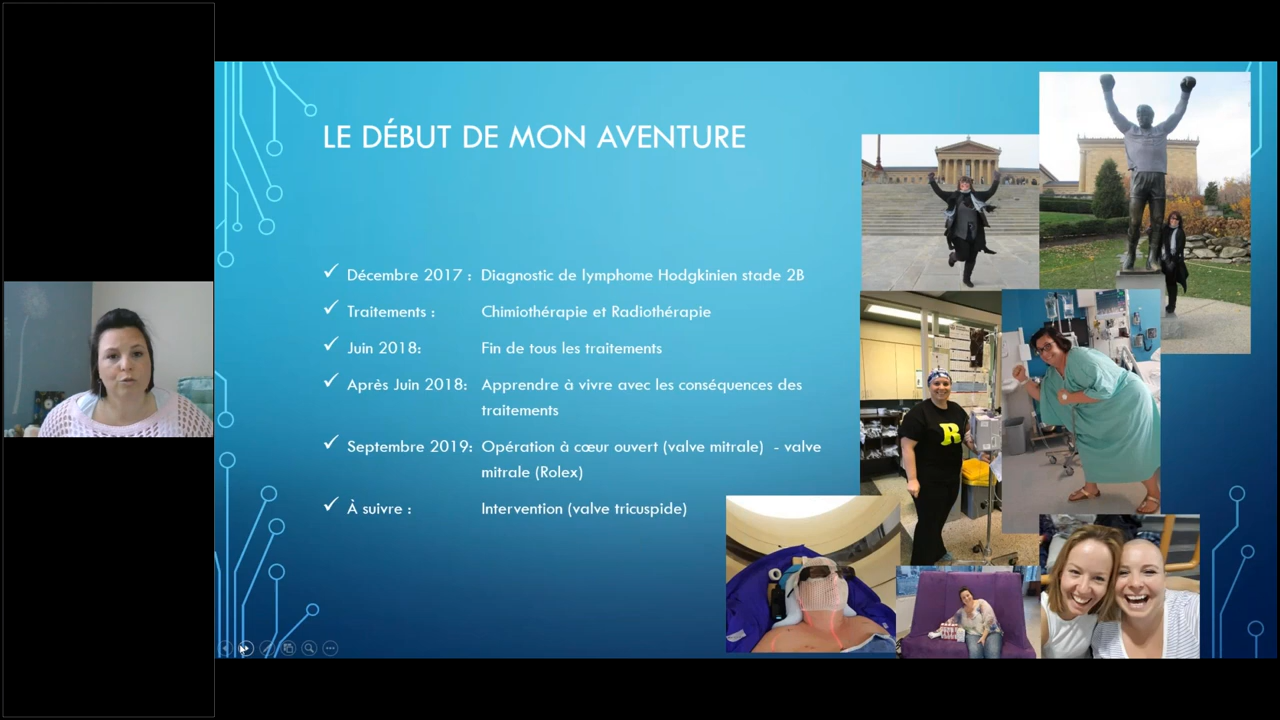 LE DÉBUT DE MON AVENTURE
✓ Décembre 2017 : Diagnostic de lymphome Hodgkinien stade 2B
✓ Traitements : Chimiothérapie et Radiothérapie
✓ Juin 2018: Fin de tous les traitements
✓ Après Juin 2018: Apprendre à vivre avec les conséquences des
traitements
✓ Septembre 2019: Opération à cœur ouvert (valve mitrale) - valve
mitrale (Rolex)
✓ À suivre : Intervention (valve tricuspide)
R